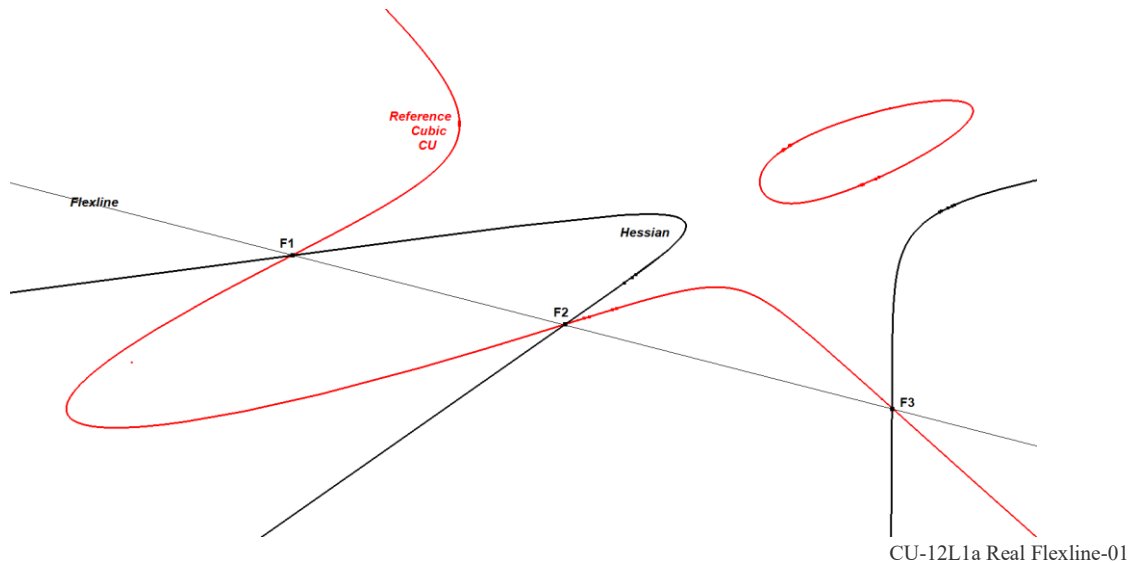 Reference
Cubic
CU
Flexline
F1
Hessian
F2
F3
CU-12L1a Real Flexline-01